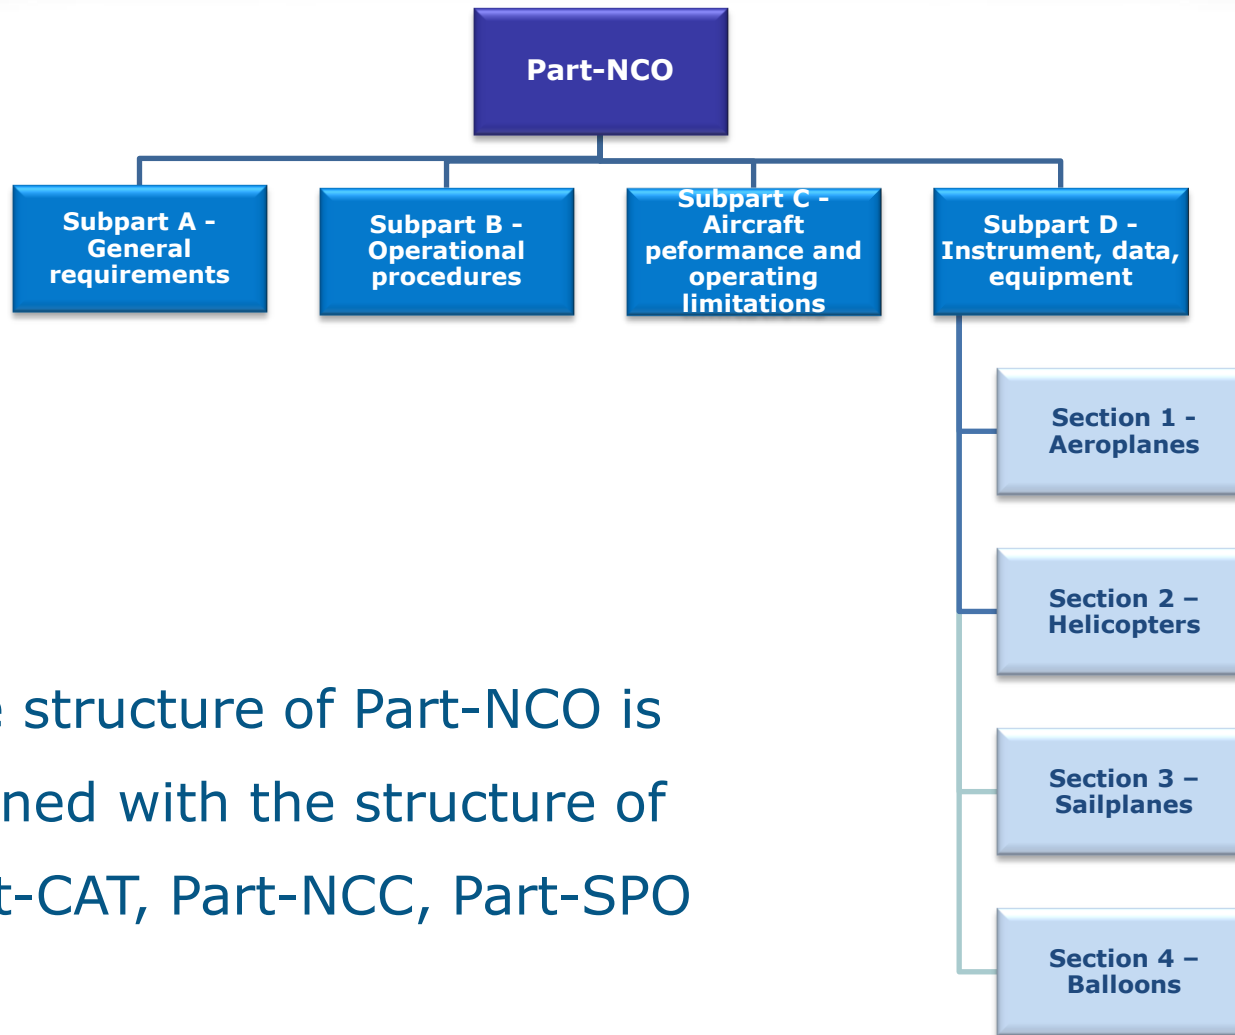 Part-NCO
Subpart A –
General
requirements
Subpart B –
Operational
procedures
Subpart C –
Aircraft
peformance and
operating
limitations
Subpart D –
Instrument, data,
equipment
Section 1 -
Aeroplanes
Section 2 –
Helicopters
Section 3 –
Sailplanes
Section 4 –
Balloons
e structure of Part-NCO is
ned with the structure of
t-CAT, Part-NCC, Part-SPO